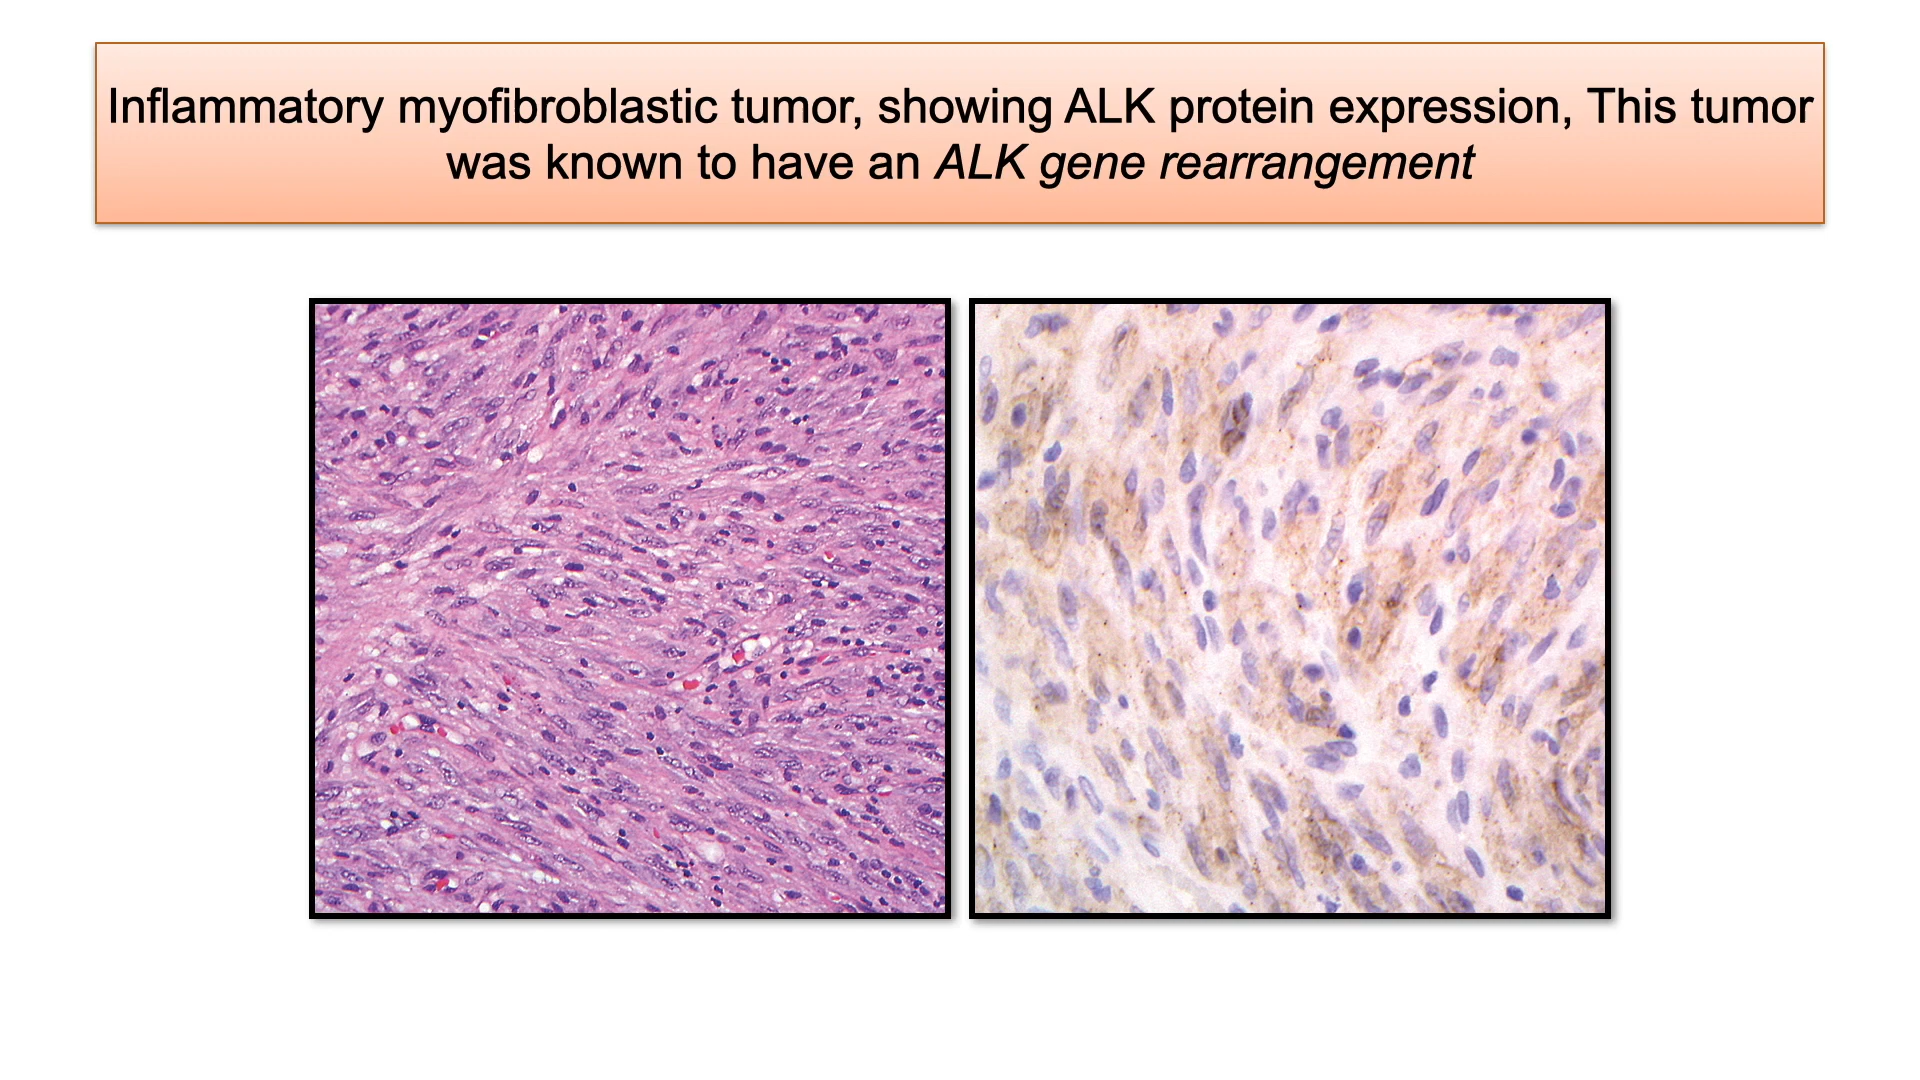 Inflammatory myofibroblastic tumor, showing ALK protein expression, This tumor
was known to have an ALK gene rearrangement